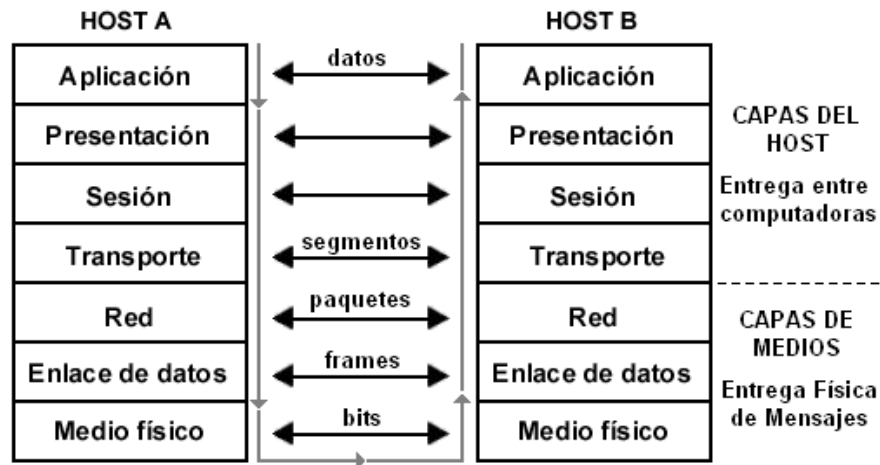 HOST A
HOST B
Aplicación
datos
Aplicación
Presentación
Presentación
CAPAS DEL
HOST
Sesión
Sesión
Entrega entre
computadoras
Transporte
segmentos
Transporte
Red
paquetes
Red
CAPAS DE
MEDIOS
Enlace de datos
frames
Enlace de datos
Entrega Física
de Mensajes
Medio físico
bits
Medio físico